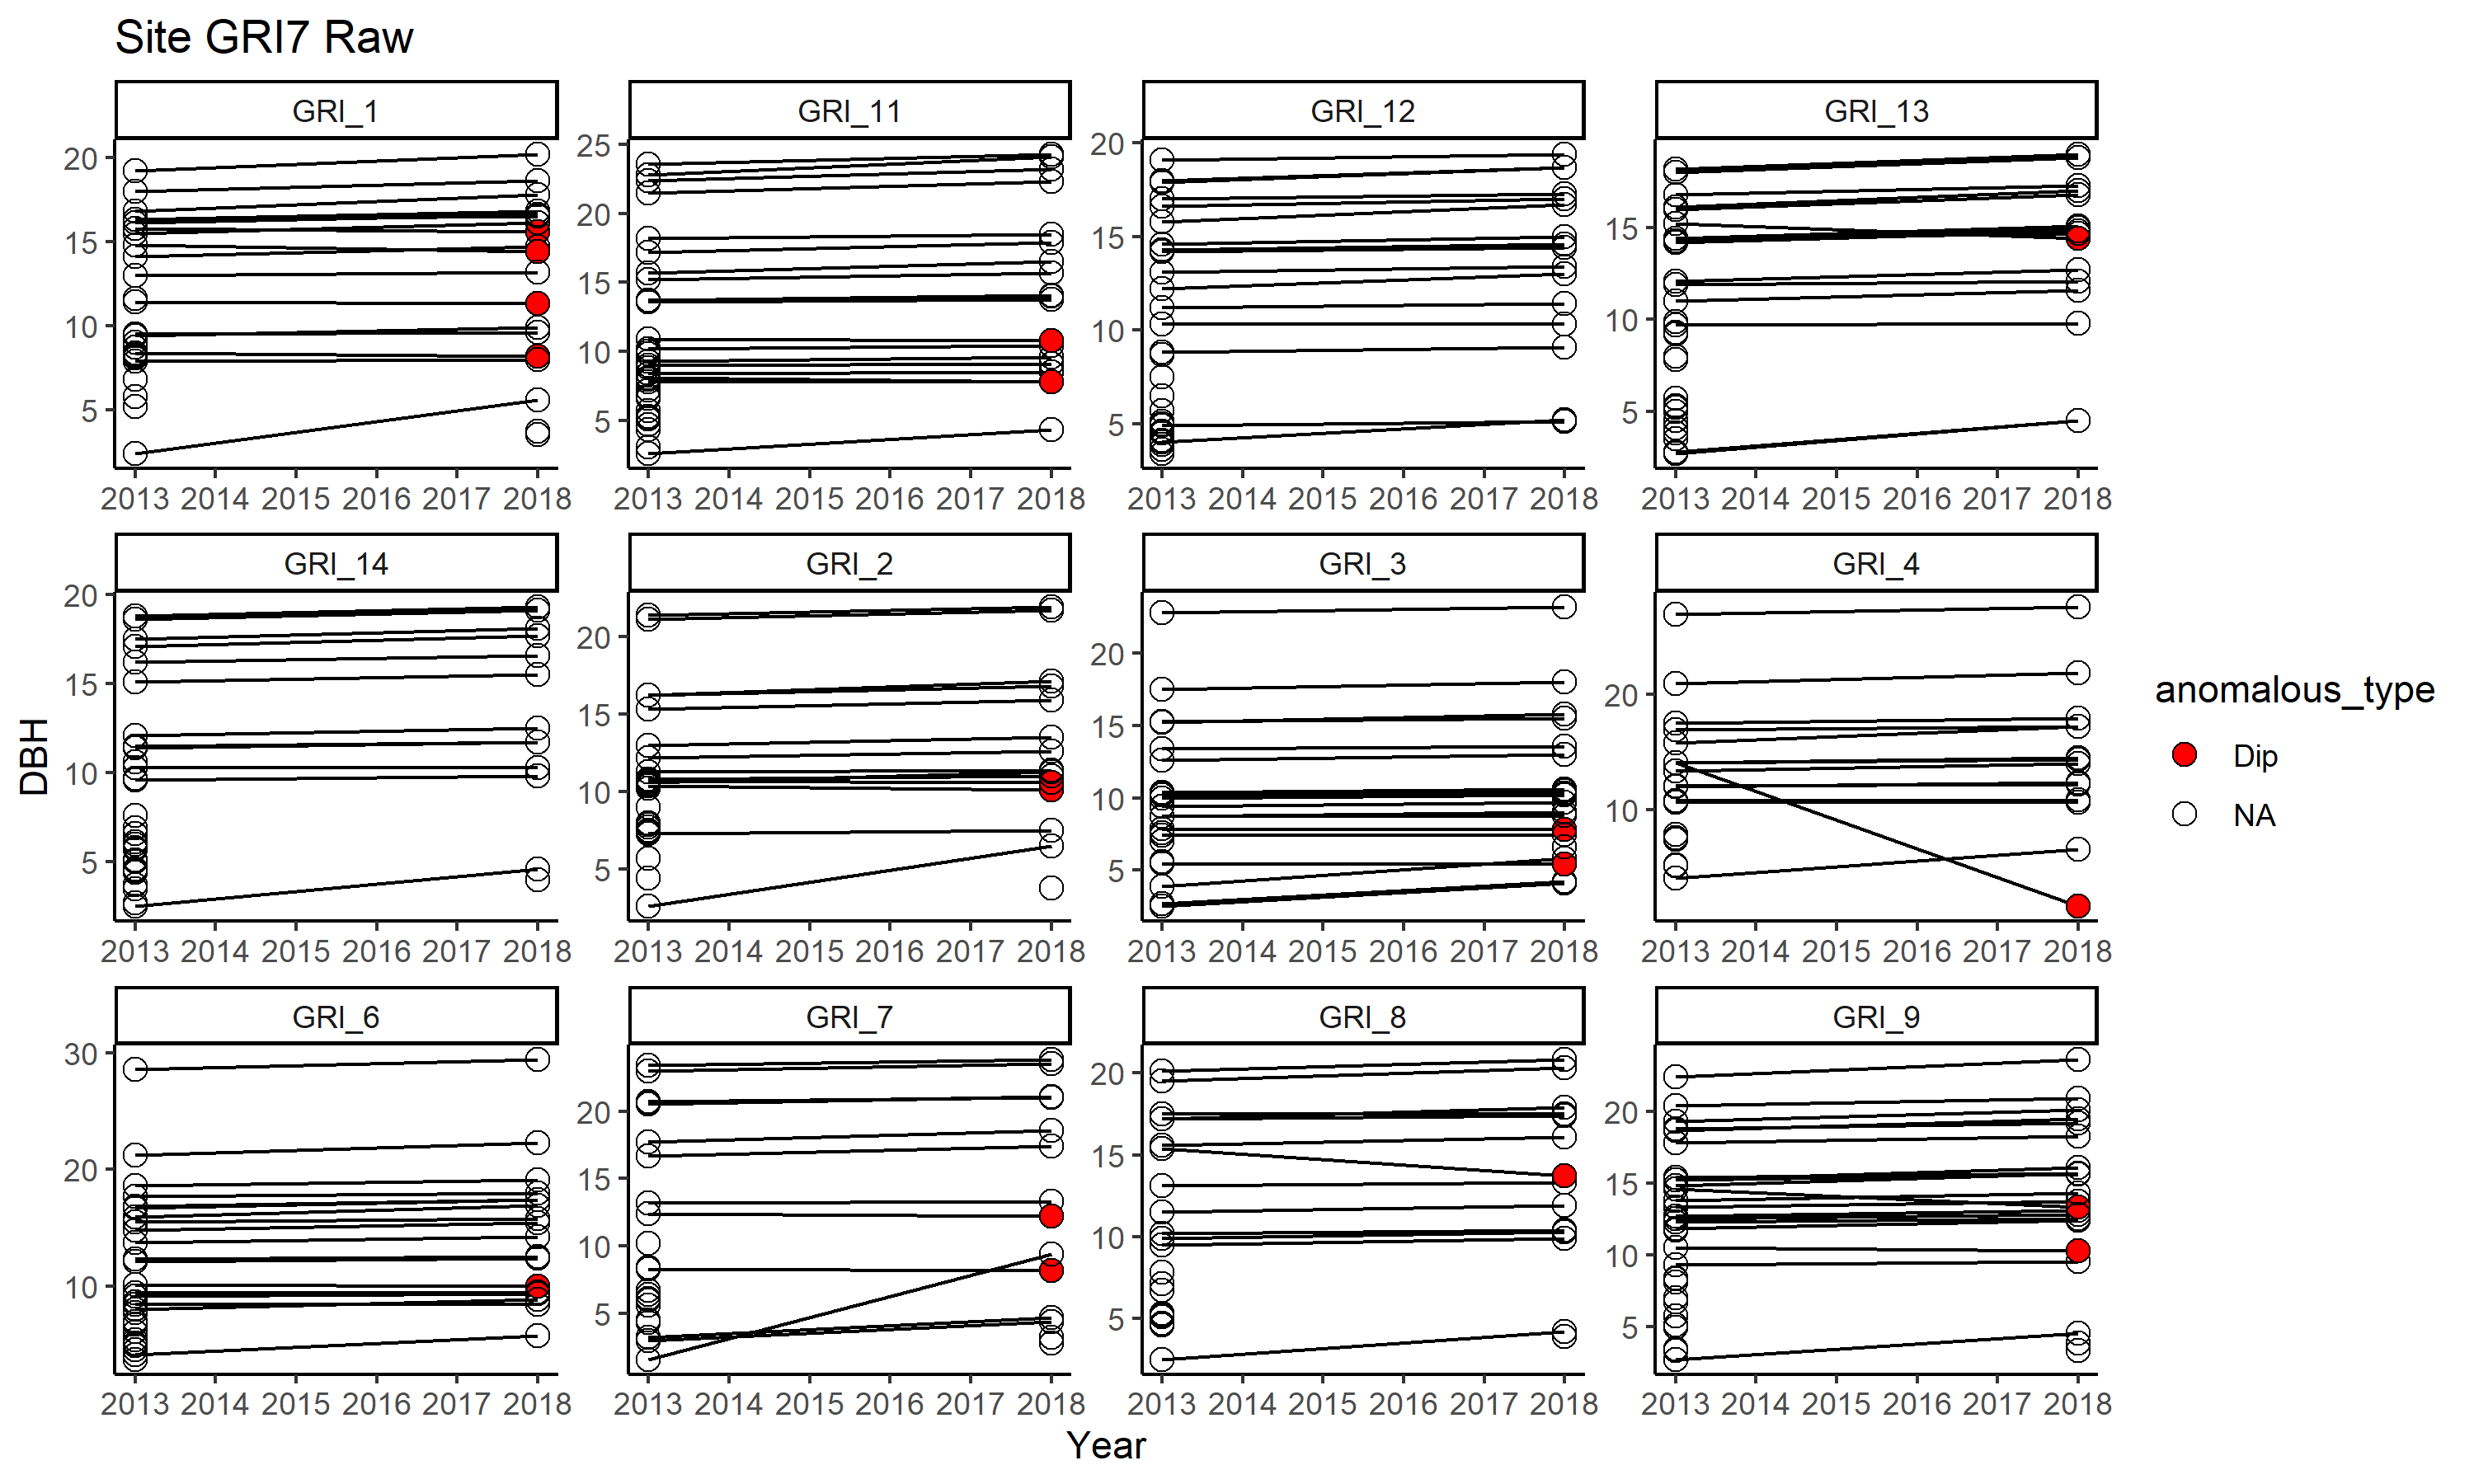 Site GRI7 Raw
GRI_1 GRI_11 GRI_12 GRI_13
20 15 10 5
25 20 15 10 5
20 15 10 5
15 10 5
2013 2014 2015 2016 2017 2018 2013 2014 2015 2016 2017 2018 2013 2014 2015 2016 2017 2018 2013 2014 2015 2016 2017 2018
GRI_14 GRI_2 GRI_3 GRI_4
20 15 10 5
20 15 10 5
20 15 10 5
20 10
2013 2014 2015 2016 2017 2018 2013 2014 2015 2016 2017 2018 2013 2014 2015 2016 2017 2018 2013 2014 2015 2016 2017 2018
GRI_6 GRI_7 GRI_8 GRI_9
30 20 10
20 15 10 5
20 15 10 5
20 15 10 5
2013 2014 2015 2016 2017 2018 2013 2014 2015 2016 2017 2018 2013 2014 2015 2016 2017 2018 2013 2014 2015 2016 2017 2018
DBH
Year
anomalous_type
Dip
NA